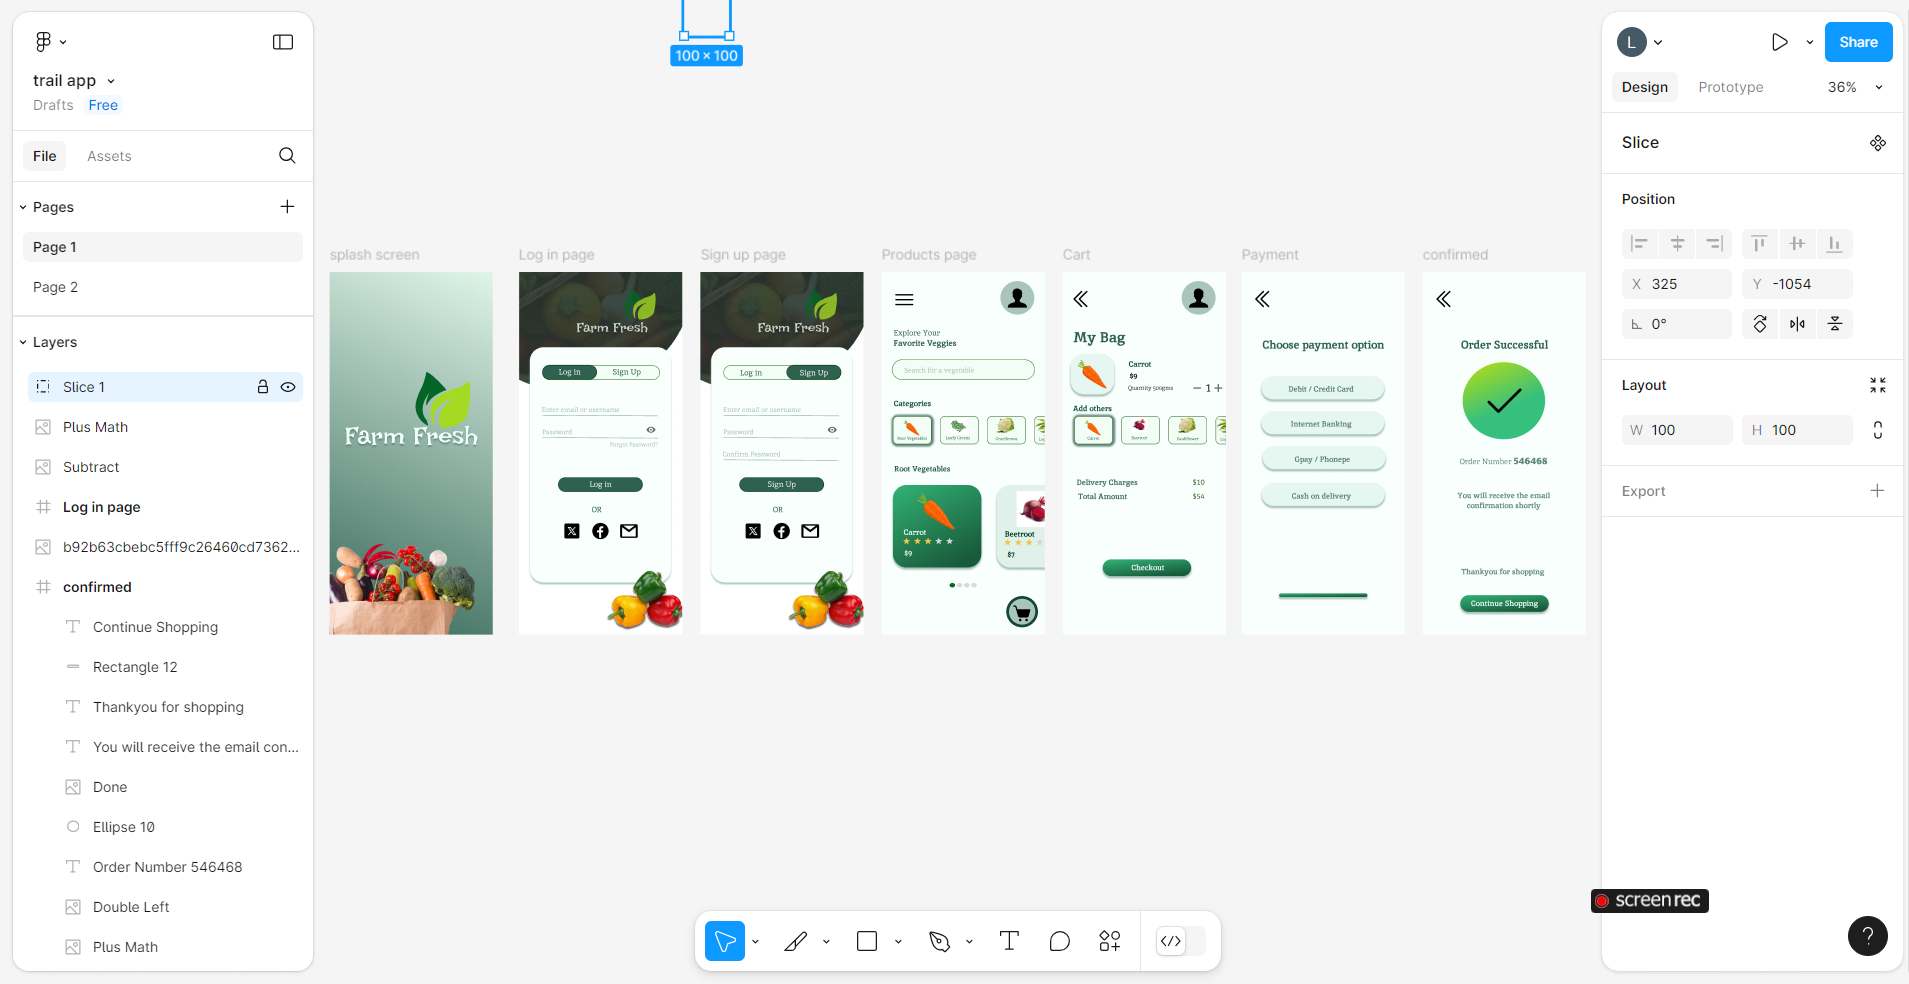 100 × 100
trail app
Drafts Free
File Assets
Pages
Page 1
Page 2
Layers
Slice 1
Plus Math
Subtract
Log in page
b92b63cbebc5fff9c26460cd7362...
confirmed
Continue Shopping
Rectangle 12
Thankyou for shopping
You will receive the email con...
Done
Ellipse 10
Order Number 546468
Double Left
Plus Math
splash screen
Farm Fresh
Log in page
Farm Fresh
Log in Sign Up
Enter email or username
Password
Forgot Password?
Log in
OR
Sign up page
Farm Fresh
Log in Sign Up
Enter email or username
Password
Confirm Password
Sign Up
OR
Products page
Explore Your
Favorite Veggies
Search for a vegetable
Categories
Root Vegetables Leafy Greens Cruciferous
Root Vegetables
Carrot
$9
Beetroot
$7
Cart
My Bag
Carrot
$9
Quantity 500gms − 1 +
Add others
Carrot Beetroot Cauliflower
Delivery Charges $10
Total Amount $54
Checkout
Payment
Choose payment option
Debit / Credit Card
Internet Banking
Gpay / Phonepe
Cash on delivery
confirmed
Order Successful
Order Number 546468
You will receive the email
confirmation shortly
Thankyou for shopping
Continue Shopping
L
Share
Design Prototype 36%
Slice
Position
X 325 Y -1054
0°
Layout
W 100 H 100
Export
screenrec
?